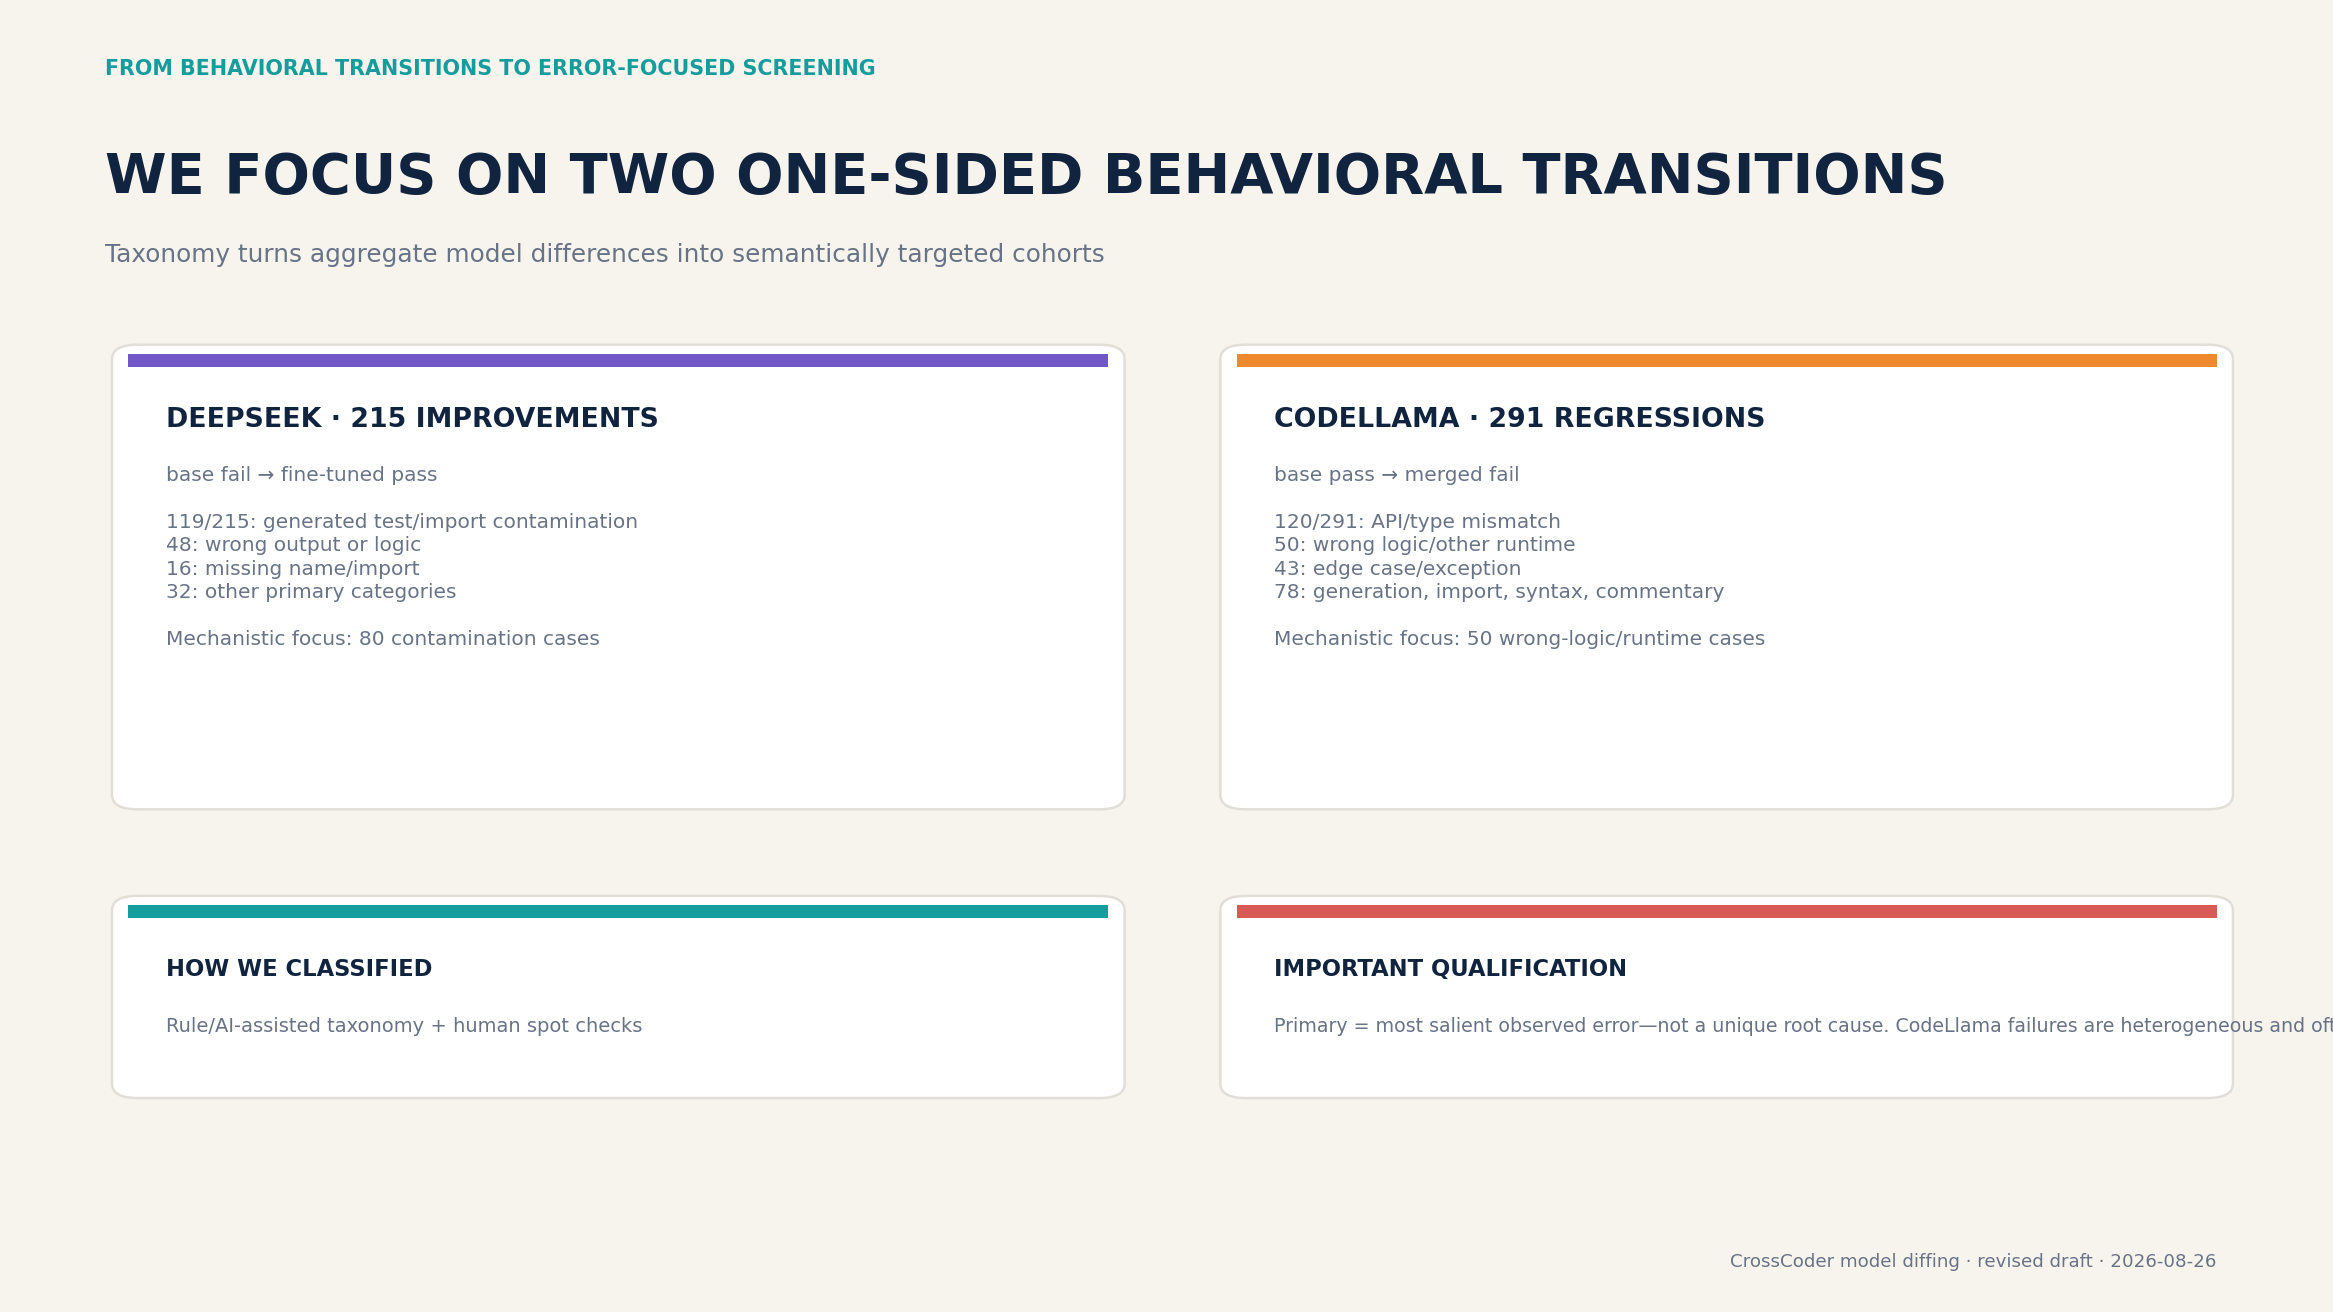 FROM BEHAVIORAL TRANSITIONS TO ERROR-FOCUSED SCREENING
WE FOCUS ON TWO ONE-SIDED BEHAVIORAL TRANSITIONS
Taxonomy turns aggregate model differences into semantically targeted cohorts
DEEPSEEK · 215 IMPROVEMENTS
base fail → fine-tuned pass
119/215: generated test/import contamination
48: wrong output or logic
16: missing name/import
32: other primary categories
Mechanistic focus: 80 contamination cases
CODELLAMA · 291 REGRESSIONS
base pass → merged fail
120/291: API/type mismatch
50: wrong logic/other runtime
43: edge case/exception
78: generation, import, syntax, commentary
Mechanistic focus: 50 wrong-logic/runtime cases
HOW WE CLASSIFIED
Rule/AI-assisted taxonomy + human spot checks
IMPORTANT QUALIFICATION
Primary = most salient observed error—not a unique root cause. CodeLlama failures are heterogeneous and
CrossCoder model diffing · revised draft · 2026-08-26